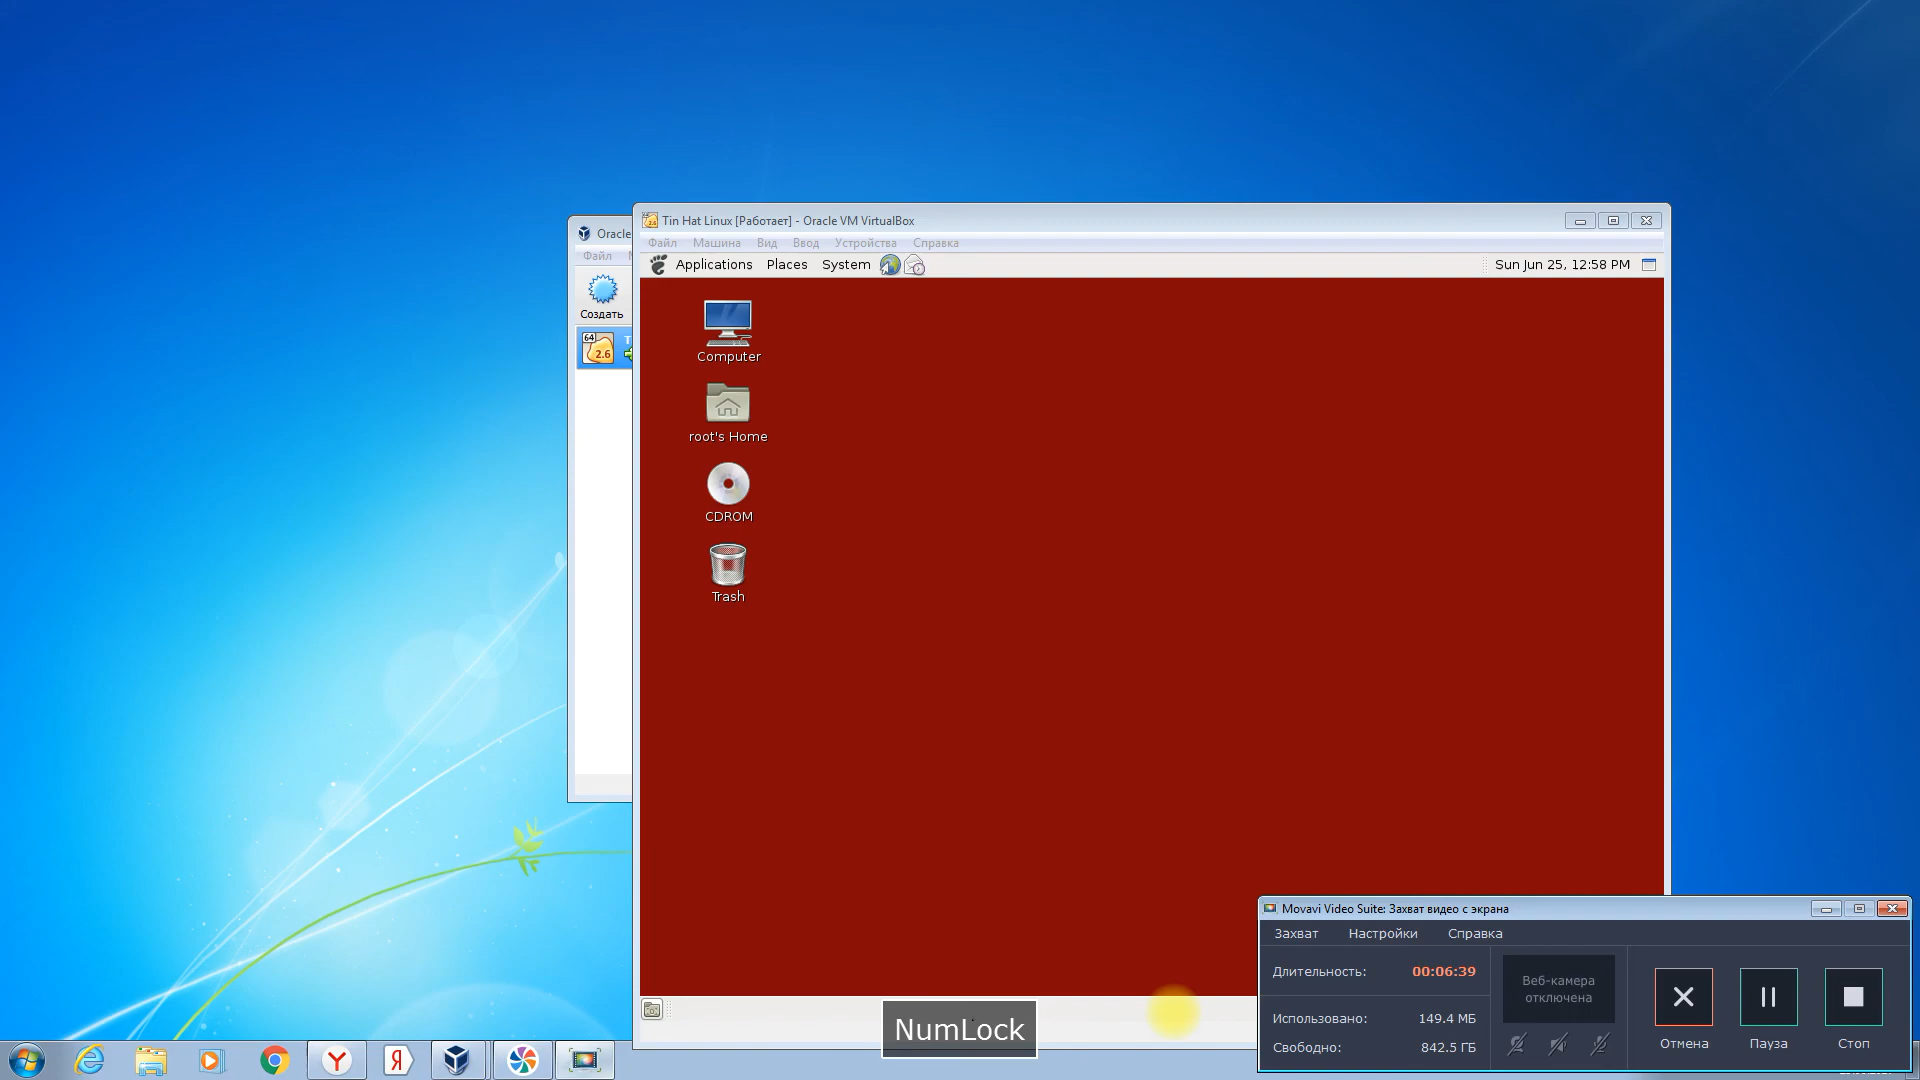 Tin Hat Linux [Работает] - Oracle VM VirtualBox
Файл Машина Вид Ввод Устройства Справка
Applications Places System Sun Jun 25, 12:58 PM
Oracle
Файл
Создать
64
2.6
Computer
root's Home
CDROM
Trash
NumLock
Movavi Video Suite: Захват видео с экрана
Захват Настройки Справка
Длительность: 00:06:39
Веб-камера
отключена
Использовано: 149.4 МБ
Свободно: 842.5 ГБ
Отмена Пауза Стоп
Y Я